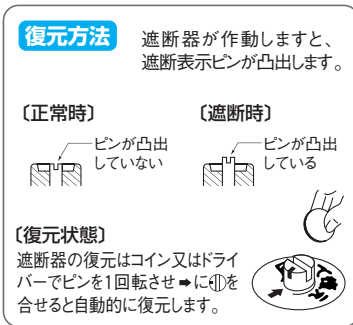 復元方法
遮断器が作動しますと、
遮断表示ピンが凸出します。
〔正常時〕
ピンが凸出
していない
〔遮断時〕
ピンが凸出
している
〔復元状態〕
遮断器の復元はコイン又はドライ
バーでピンを1回転させ➡にを
合せると自動的に復元します。